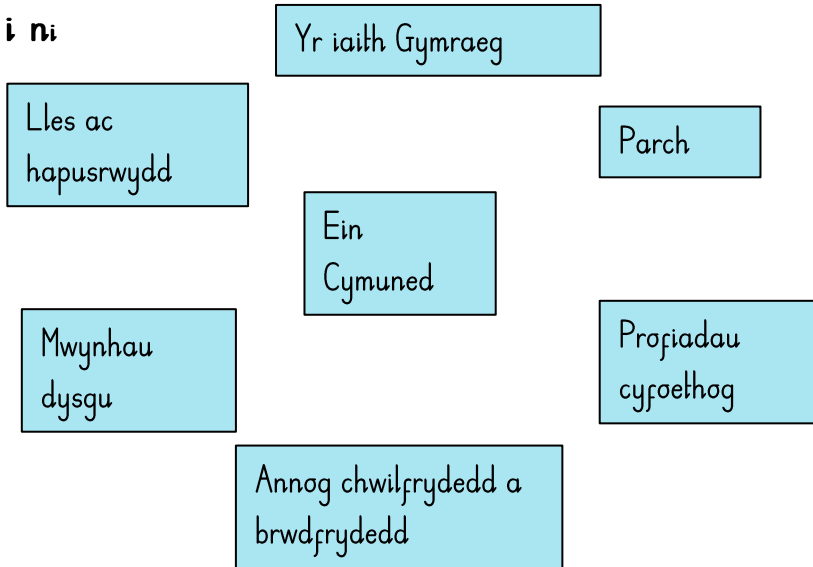 i ni
Yr iaith Gymraeg
Lles ac
hapusrwydd
Parch
Ein
Cymuned
Mwynhau
dysgu
Profiadau
cyfoethog
Annog chwilfrydedd a
brwdfrydedd